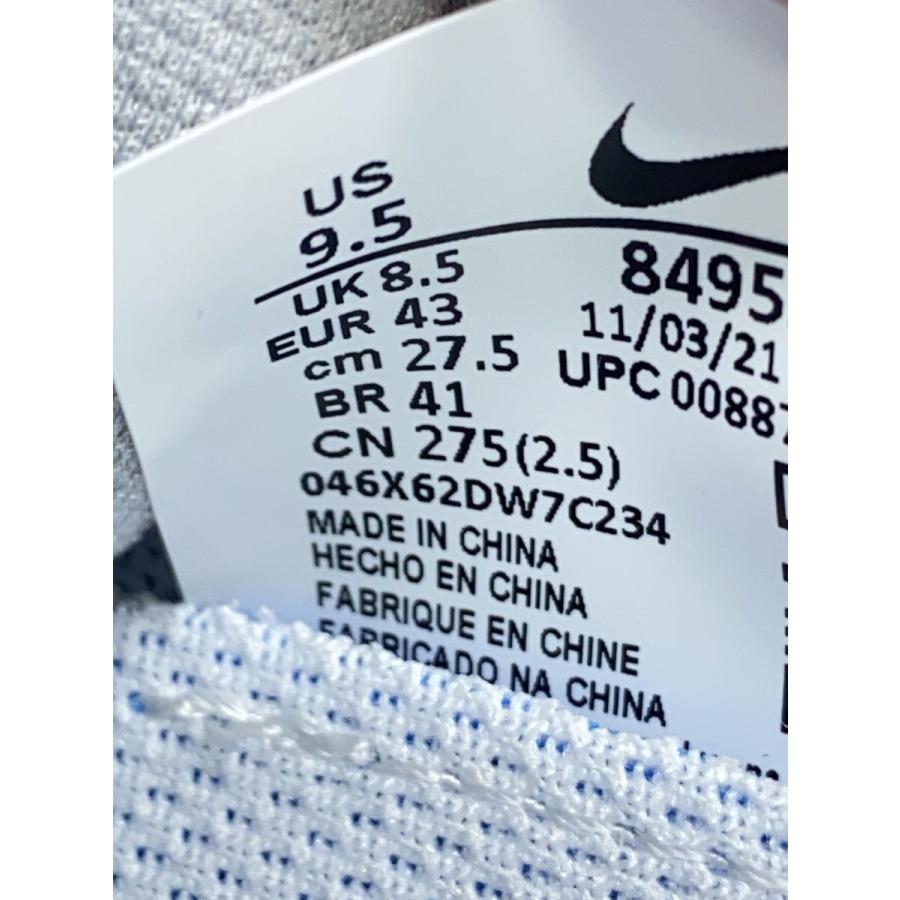 US
9.5
UK 8.5
EUR 43
cm 27.5
BR 41
CN 275(2.5)
046X62DW7C234
MADE IN CHINA
HECHO EN CHINA
FABRIQUE EN CHINE
FABRICADO NA CHINA
8495
11/03/21
UPC 00887